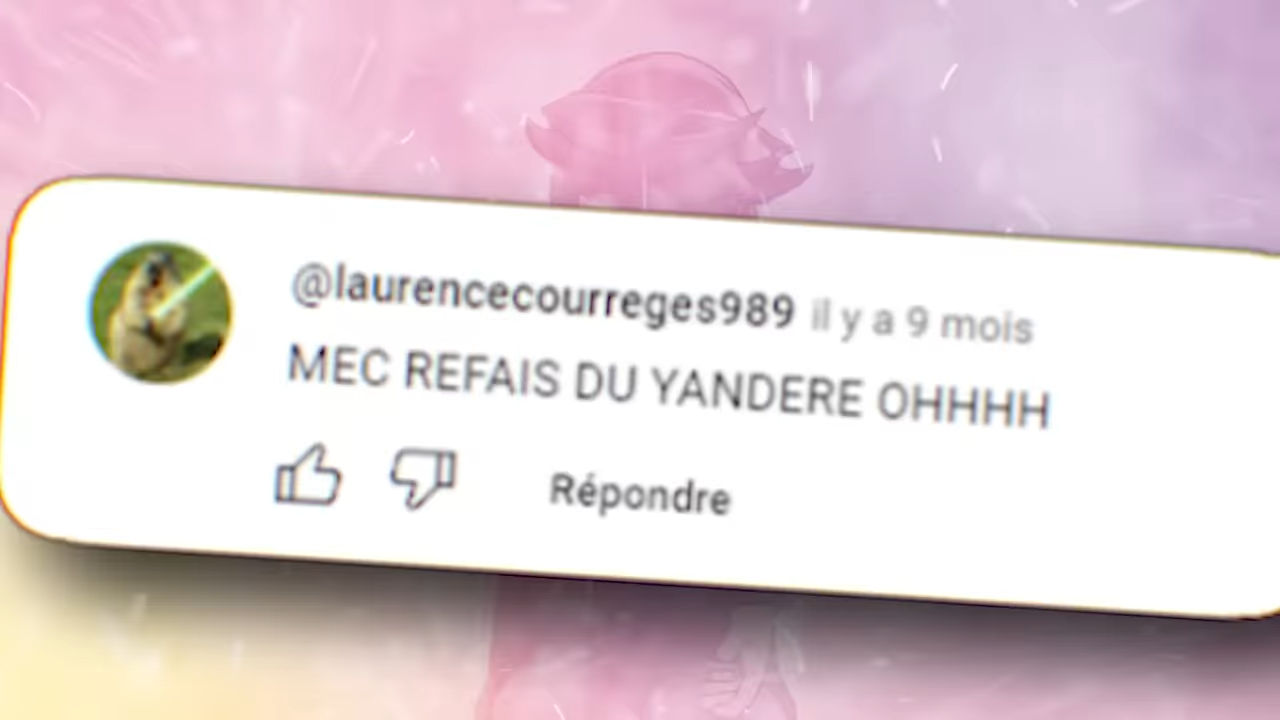 @laurencecourreges989 il y a 9 mois
MEC REFAIS DU YANDERE OHHHH
Répondre